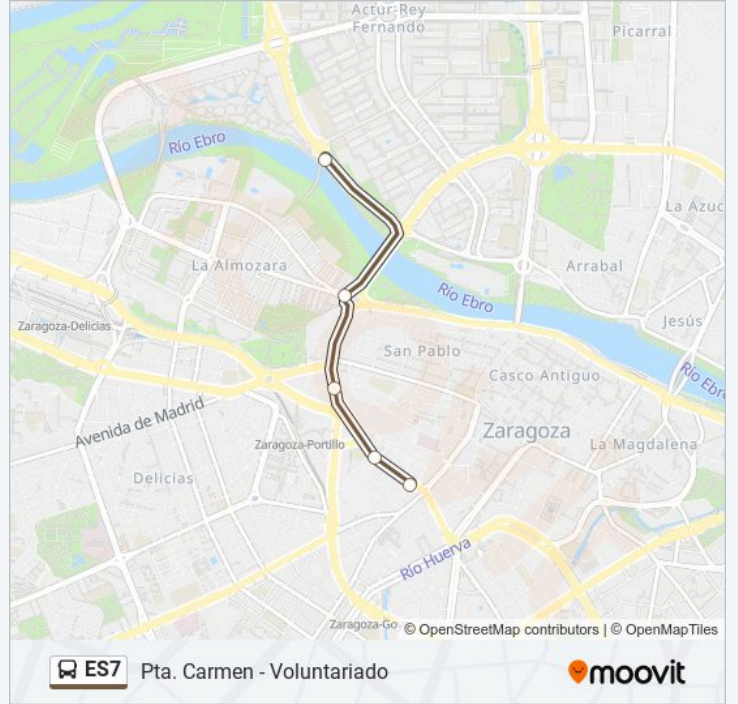 Actur-Rey
Fernando
Picarral
Río Ebro
La Azuc
La Almozara
Arrabal
Río Ebro
Zaragoza-Delicias
San Pablo
Jesús
Casco Antiguo
Río Ebro
Avenida de Madrid
Zaragoza-Portillo
Zaragoza
La Magdalena
Delicias
Río Huerva
Zaragoza-Go
© OpenStreetMap contributors | © OpenMapTiles
ES7 Pta. Carmen - Voluntariado
moovit